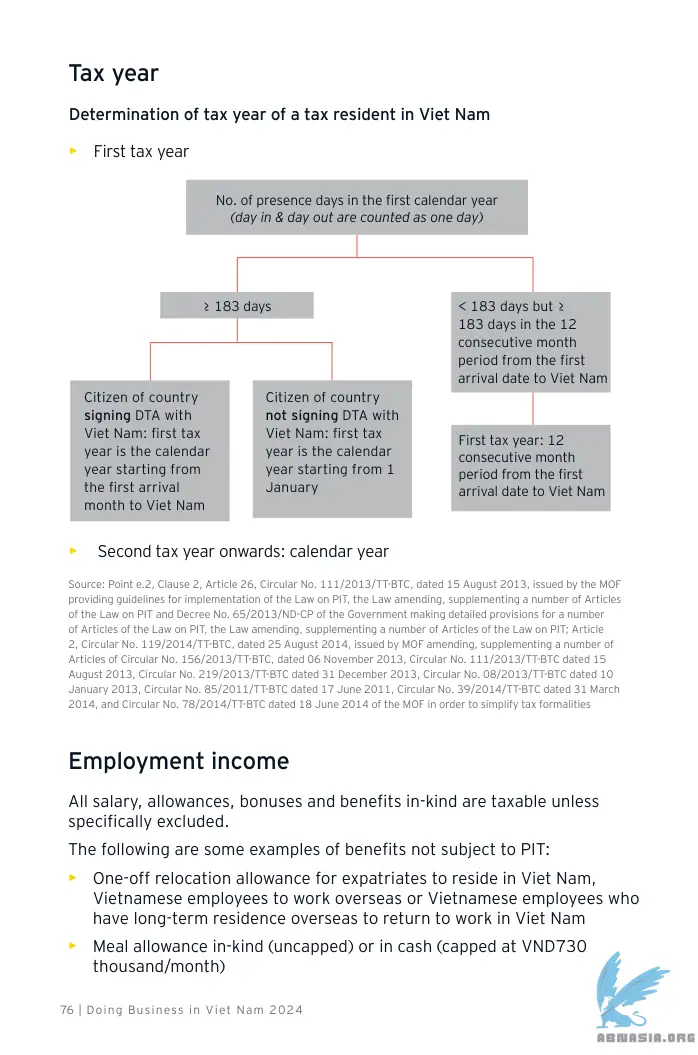 Tax year
Determination of tax year of a tax resident in Viet Nam
► First tax year
No. of presence days in the first calendar year
(day in & day out are counted as one day)
≥ 183 days
< 183 days but ≥
183 days in the 12
consecutive month
period from the first
arrival date to Viet Nam
Citizen of country
signing DTA with
Viet Nam: first tax
year is the calendar
year starting from
the first arrival
month to Viet Nam
Citizen of country
not signing DTA with
Viet Nam: first tax
year is the calendar
year starting from 1
January
First tax year: 12
consecutive month
period from the first
arrival date to Viet Nam
► Second tax year onwards: calendar year
Source: Point e.2, Clause 2, Article 26, Circular No. 111/2013/TT-BTC, dated 15 August 2013, issued by the MOF
providing guidelines for implementation of the Law on PIT, the Law amending, supplementing a number of Articles
of the Law on PIT and Decree No. 65/2013/ND-CP of the Government making detailed provisions for a number
of Articles of the Law on PIT, the Law amending, supplementing a number of Articles of the Law on PIT; Article
2, Circular No. 119/2014/TT-BTC, dated 25 August 2014, issued by MOF amending, supplementing a number of
Articles of Circular No. 156/2013/TT-BTC, dated 06 November 2013, Circular No. 111/2013/TT-BTC dated 15
August 2013, Circular No. 219/2013/TT-BTC dated 31 December 2013, Circular No. 08/2013/TT-BTC dated 10
January 2013, Circular No. 85/2011/TT-BTC dated 17 June 2011, Circular No. 39/2014/TT-BTC dated 31 March
2014, and Circular No. 78/2014/TT-BTC dated 18 June 2014 of the MOF in order to simplify tax formalities
Employment income
All salary, allowances, bonuses and benefits in-kind are taxable unless
specifically excluded.
The following are some examples of benefits not subject to PIT:
► One-off relocation allowance for expatriates to reside in Viet Nam,
Vietnamese employees to work overseas or Vietnamese employees who
have long-term residence overseas to return to work in Viet Nam
► Meal allowance in-kind (uncapped) or in cash (capped at VND730
thousand/month)
76 | Doing Business in Viet Nam 2024
ABNASIA.ORG